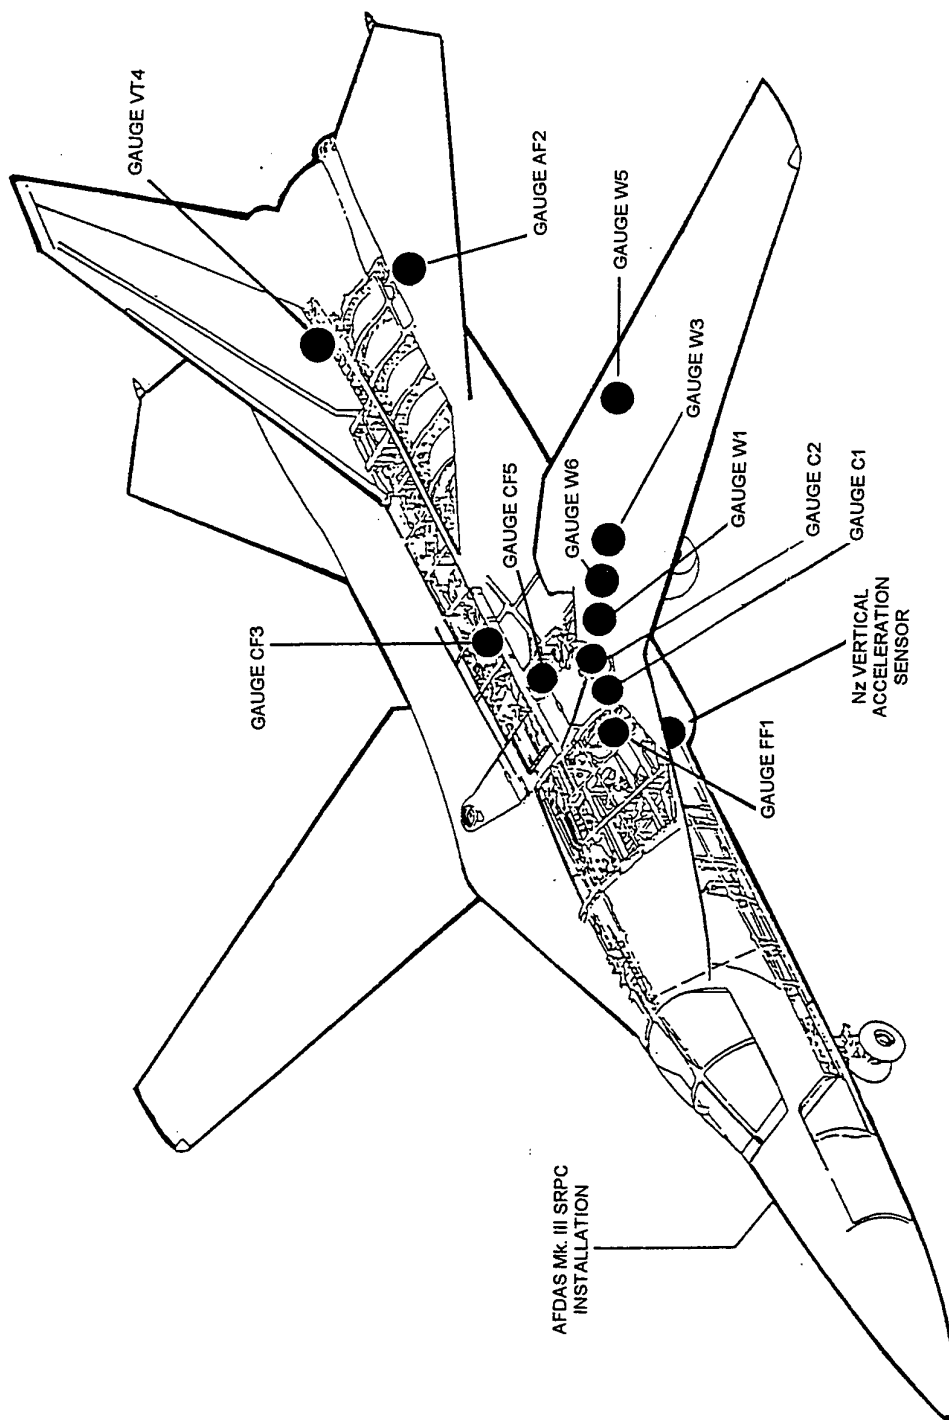 GAUGE VT4
GAUGE AF2
GAUGE W5
GAUGE W3
GAUGE CF5
GAUGE W6
GAUGE W1
GAUGE C2
GAUGE C1
GAUGE CF3
Nz VERTICAL
ACCELERATION
SENSOR
GAUGE FF1
AFDAS Mk. III SRPC
INSTALLATION